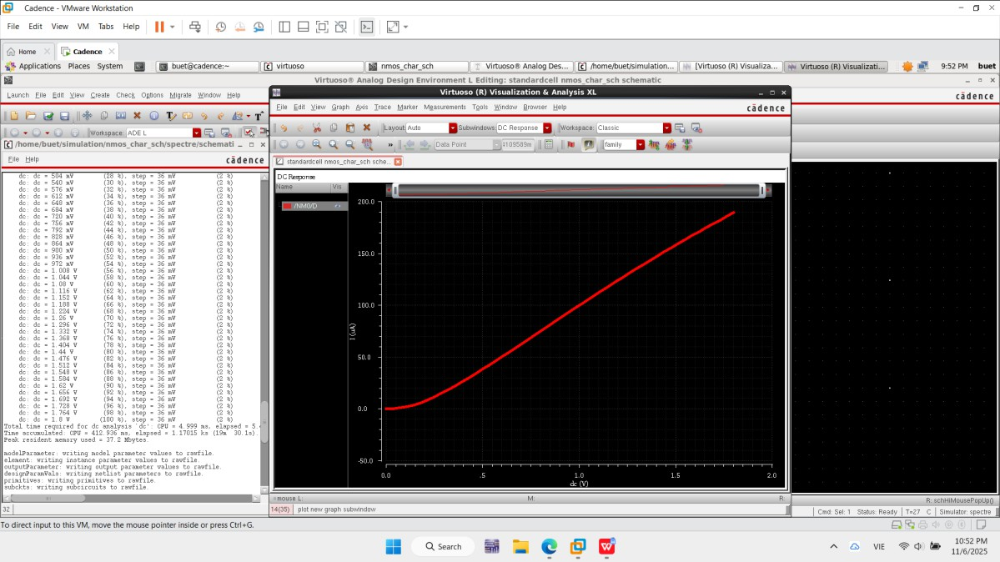 Cadence - VMware Workstation
File Edit View VM Tabs Help
Home Cadence
Applications Places System buet@cadence:~ virtuoso nmos_char_sch Virtuoso® Analog Des... /home/buet/simulation... [Virtuoso (R) Visualiza... Virtuoso (R) Visualizati... 9:52 PM buet
Virtuoso® Analog Design Environment L Editing: standardcell nmos_char_sch schematic
Launch File Edit View Create Check Options Migrate Window Help
cādence
Workspace: ADE L
/home/buet/simulation/nmos_char_sch/spectre/schemati
File Help
cādence
dc: dc = 504 mV (28 %), step = 36 mV (2 %)
dc: dc = 540 mV (30 %), step = 36 mV (2 %)
dc: dc = 576 mV (32 %), step = 36 mV (2 %)
dc: dc = 612 mV (34 %), step = 36 mV (2 %)
dc: dc = 648 mV (36 %), step = 36 mV (2 %)
dc: dc = 684 mV (38 %), step = 36 mV (2 %)
dc: dc = 720 mV (40 %), step = 36 mV (2 %)
dc: dc = 756 mV (42 %), step = 36 mV (2 %)
dc: dc = 792 mV (44 %), step = 36 mV (2 %)
dc: dc = 828 mV (46 %), step = 36 mV (2 %)
dc: dc = 864 mV (48 %), step = 36 mV (2 %)
dc: dc = 900 mV (50 %), step = 36 mV (2 %)
dc: dc = 936 mV (52 %), step = 36 mV (2 %)
dc: dc = 972 mV (54 %), step = 36 mV (2 %)
dc: dc = 1.008 V (56 %), step = 36 mV (2 %)
dc: dc = 1.044 V (58 %), step = 36 mV (2 %)
dc: dc = 1.08 V (60 %), step = 36 mV (2 %)
dc: dc = 1.116 V (62 %), step = 36 mV (2 %)
dc: dc = 1.152 V (64 %), step = 36 mV (2 %)
dc: dc = 1.188 V (66 %), step = 36 mV (2 %)
dc: dc = 1.224 V (68 %), step = 36 mV (2 %)
dc: dc = 1.26 V (70 %), step = 36 mV (2 %)
dc: dc = 1.296 V (72 %), step = 36 mV (2 %)
dc: dc = 1.332 V (74 %), step = 36 mV (2 %)
dc: dc = 1.368 V (76 %), step = 36 mV (2 %)
dc: dc = 1.404 V (78 %), step = 36 mV (2 %)
dc: dc = 1.44 V (80 %), step = 36 mV (2 %)
dc: dc = 1.476 V (82 %), step = 36 mV (2 %)
dc: dc = 1.512 V (84 %), step = 36 mV (2 %)
dc: dc = 1.548 V (86 %), step = 36 mV (2 %)
dc: dc = 1.584 V (88 %), step = 36 mV (2 %)
dc: dc = 1.62 V (90 %), step = 36 mV (2 %)
dc: dc = 1.656 V (92 %), step = 36 mV (2 %)
dc: dc = 1.692 V (94 %), step = 36 mV (2 %)
dc: dc = 1.728 V (96 %), step = 36 mV (2 %)
dc: dc = 1.764 V (98 %), step = 36 mV (2 %)
dc: dc = 1.8 V (100 %), step = 36 mV (2 %)
Total time required for dc analysis `dc': CPU = 4.999 ms, elapsed = 5.
Time accumulated: CPU = 412.936 ms, elapsed = 1.17015 ks (19m 30.1s).
Peak resident memory used = 37.2 Mbytes.
modelParameter: writing model parameter values to rawfile.
element: writing instance parameter values to rawfile.
outputParameter: writing output parameter values to rawfile.
designParamVals: writing netlist parameters to rawfile.
primitives: writing primitives to rawfile.
subckts: writing subcircuits to rawfile.
32
Virtuoso (R) Visualization & Analysis XL
File Edit View Graph Axis Trace Marker Measurements Tools Window Browser Help
cādence
Layout: Auto Subwindows: DC Response Workspace: Classic
Data Point family
standardcell nmos_char_sch sche...
DC Response
Name Vis
/NM0/D
200.0
150.0
100.0
50.0
0.0
-50.0
I (uA)
0.0 .5 1.0 1.5 2.0
dc (V)
mouse L: M: R:
14(35) plot new graph subwindow
R: schHiMousePopUp()
Cmd: Sel: 1 Status: Ready T=27 C Simulator: spectre
To direct input to this VM, move the mouse pointer inside or press Ctrl+G.
Search
VIE
10:52 PM
11/6/2025